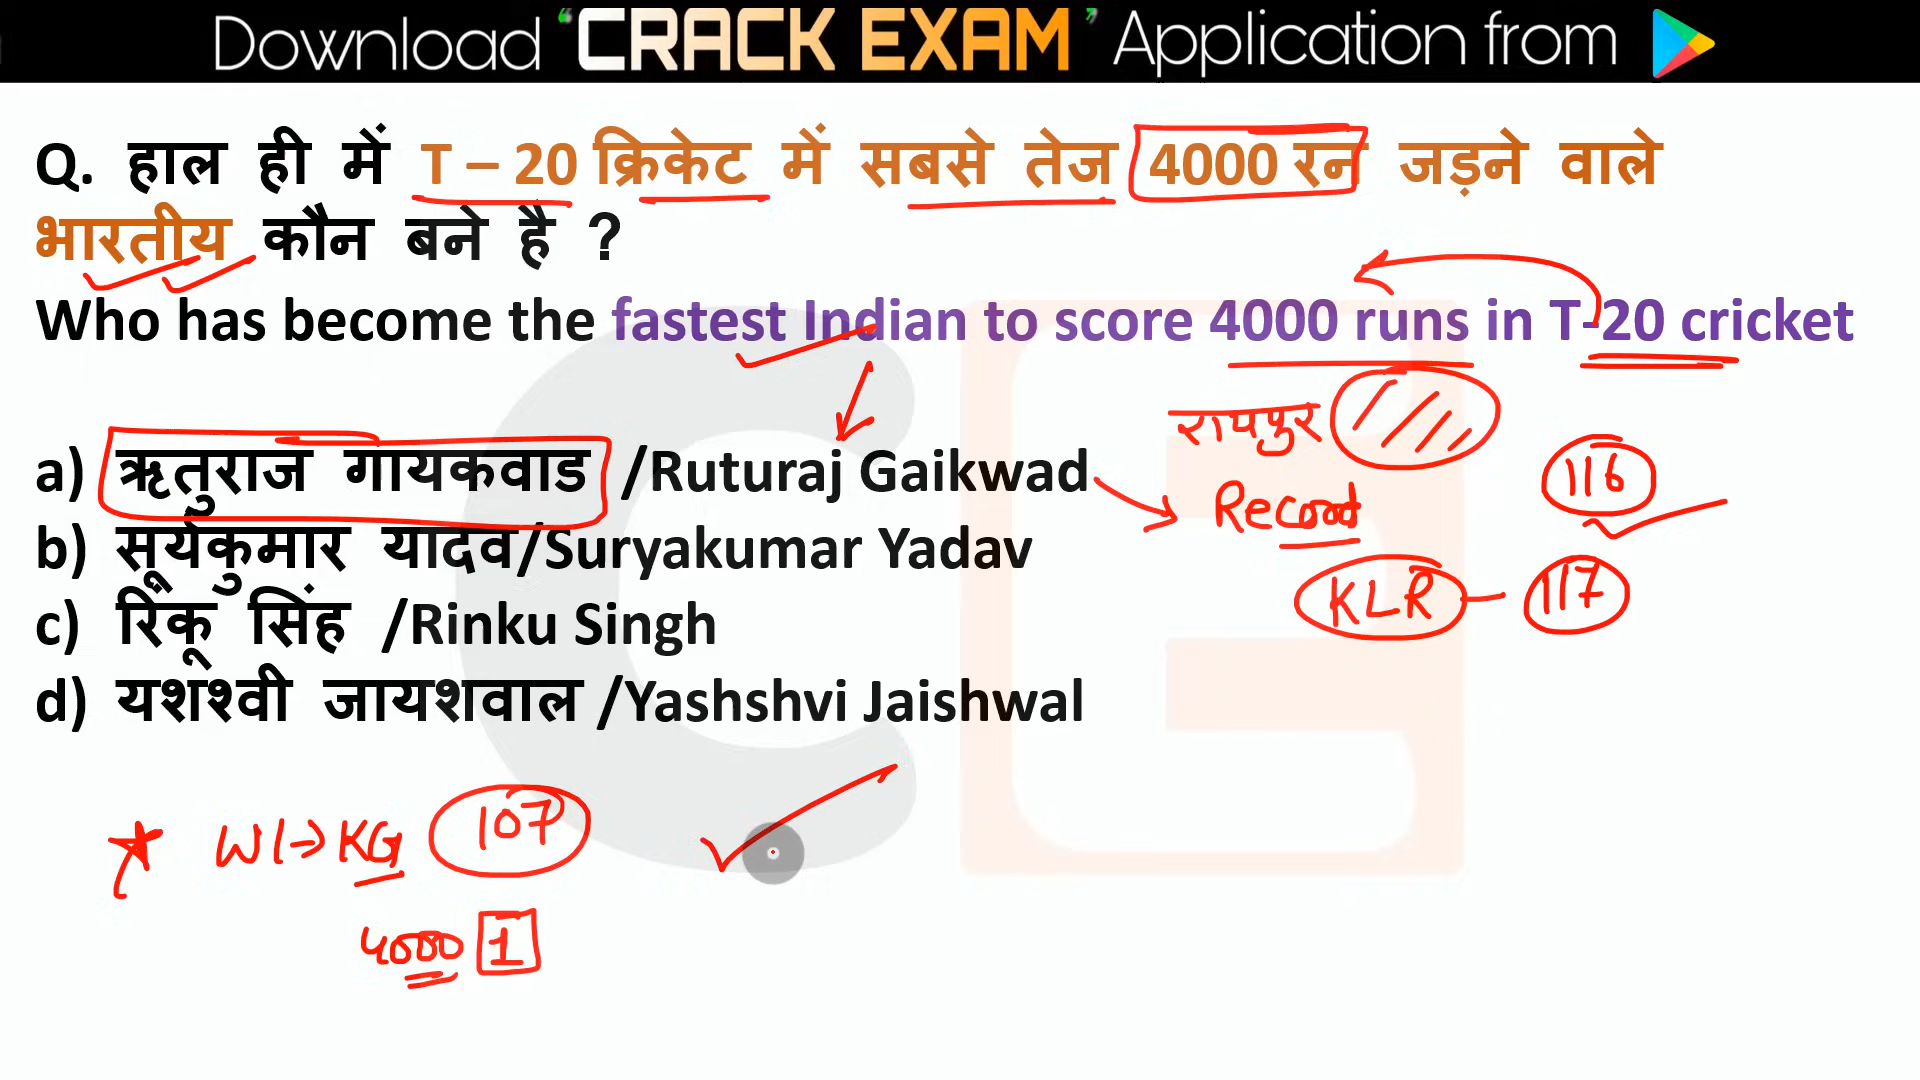 Download ‘CRACK EXAM’ Application from
Q. हाल ही में T – 20 क्रिकेट में सबसे तेज 4000 रन जड़ने वाले
भारतीय कौन बने है ?
Who has become the fastest Indian to score 4000 runs in T-20 cricket
रायपुर
a) ऋतुराज गायकवाड /Ruturaj Gaikwad
116
Record
b) सूर्यकुमार यादव/Suryakumar Yadav
KLR – 117
c) रिंकू सिंह /Rinku Singh
d) यशश्वी जायशवाल /Yashshvi Jaishwal
WI→KG 107
4000 1